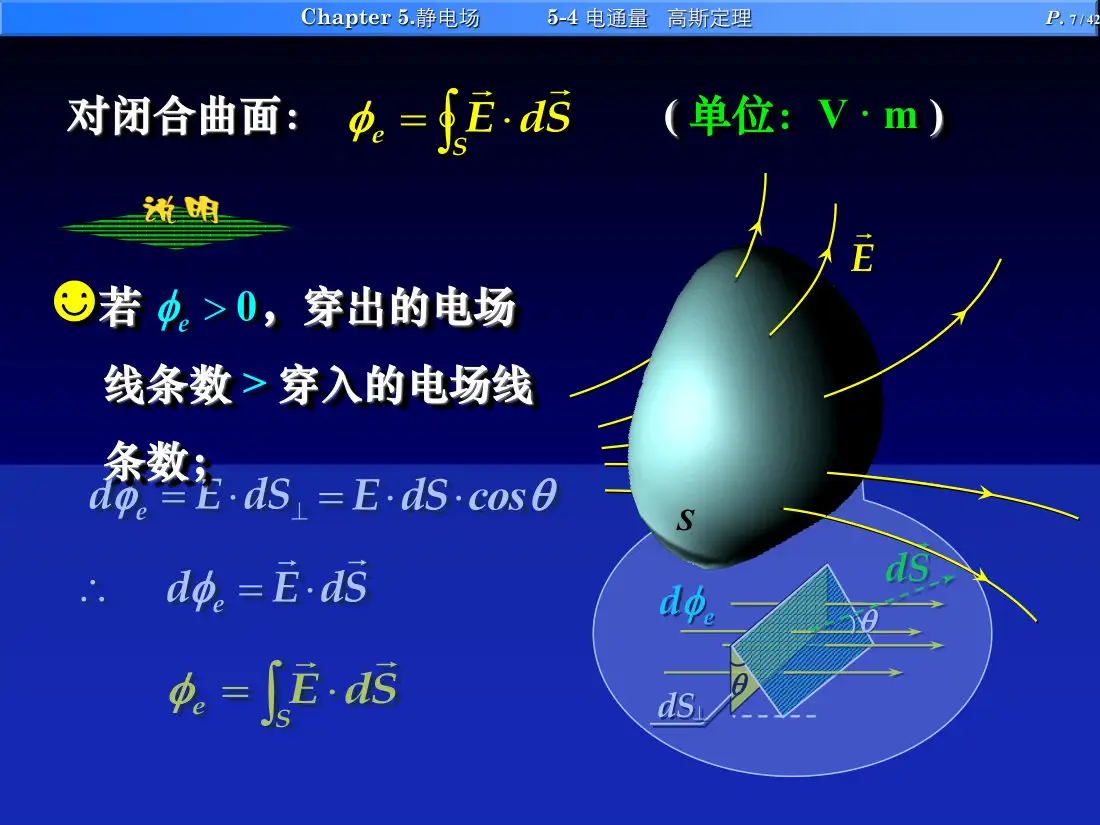 Chapter 5.静电场 5-4 电通量 高斯定理 P. 7 / 42
对闭合曲面： ϕe = ∮S E⃗ · dS⃗ ( 单位：V · m )
说明
E⃗
☻若 ϕe > 0，穿出的电场
线条数 > 穿入的电场线
条数；
dϕe = E · dS⊥ = E · dS · cosθ
S
∴ dϕe = E⃗ · dS⃗
dϕe
dS⃗
θ
ϕe = ∫S E⃗ · dS⃗
θ
dS⊥